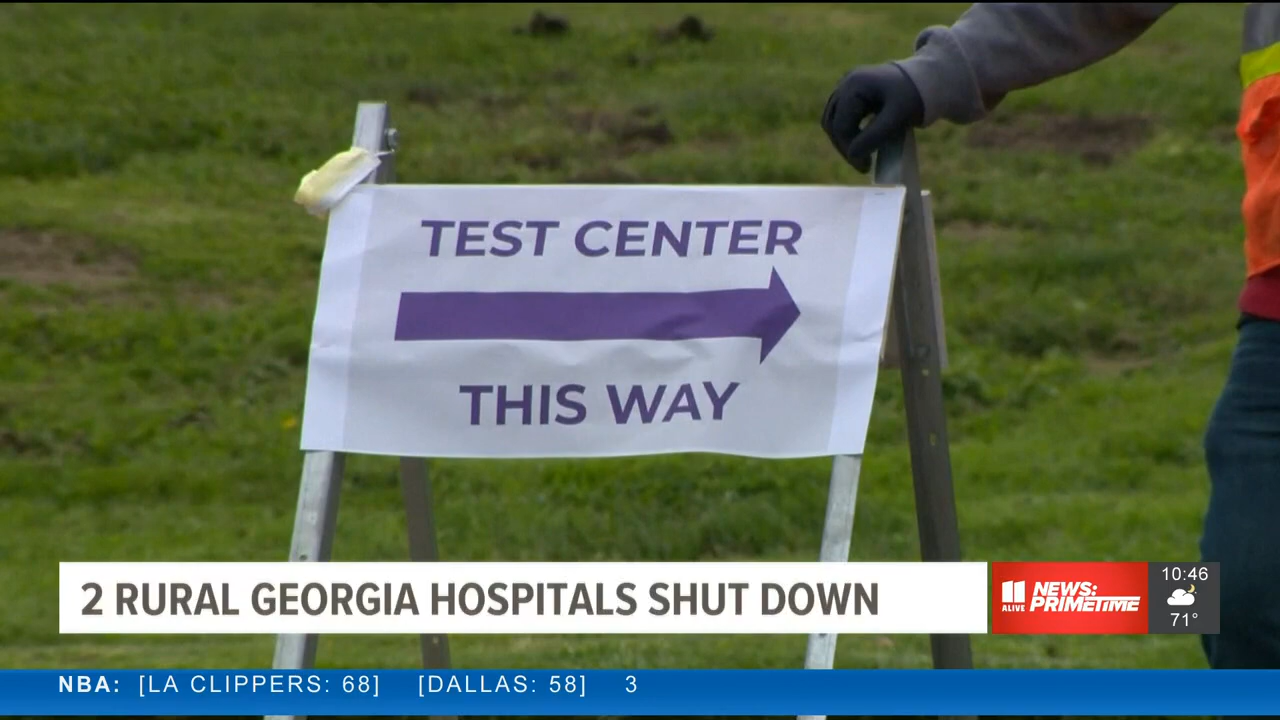 TEST CENTER
THIS WAY
2 RURAL GEORGIA HOSPITALS SHUT DOWN
11 ALIVE
NEWS:
PRIMETIME
10:46
71°
NBA: [LA CLIPPERS: 68] [DALLAS: 58] 3